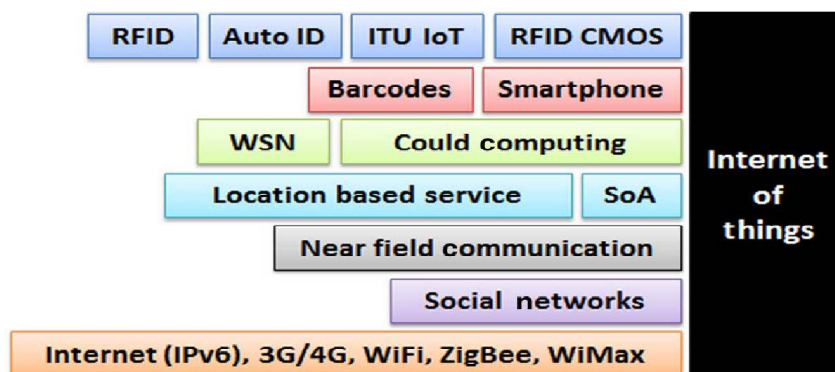 RFID Auto ID ITU IoT RFID CMOS
Barcodes Smartphone
WSN Could computing
Location based service SoA
Near field communication
Social networks
Internet (IPv6), 3G/4G, WiFi, ZigBee, WiMax
Internet
of
things